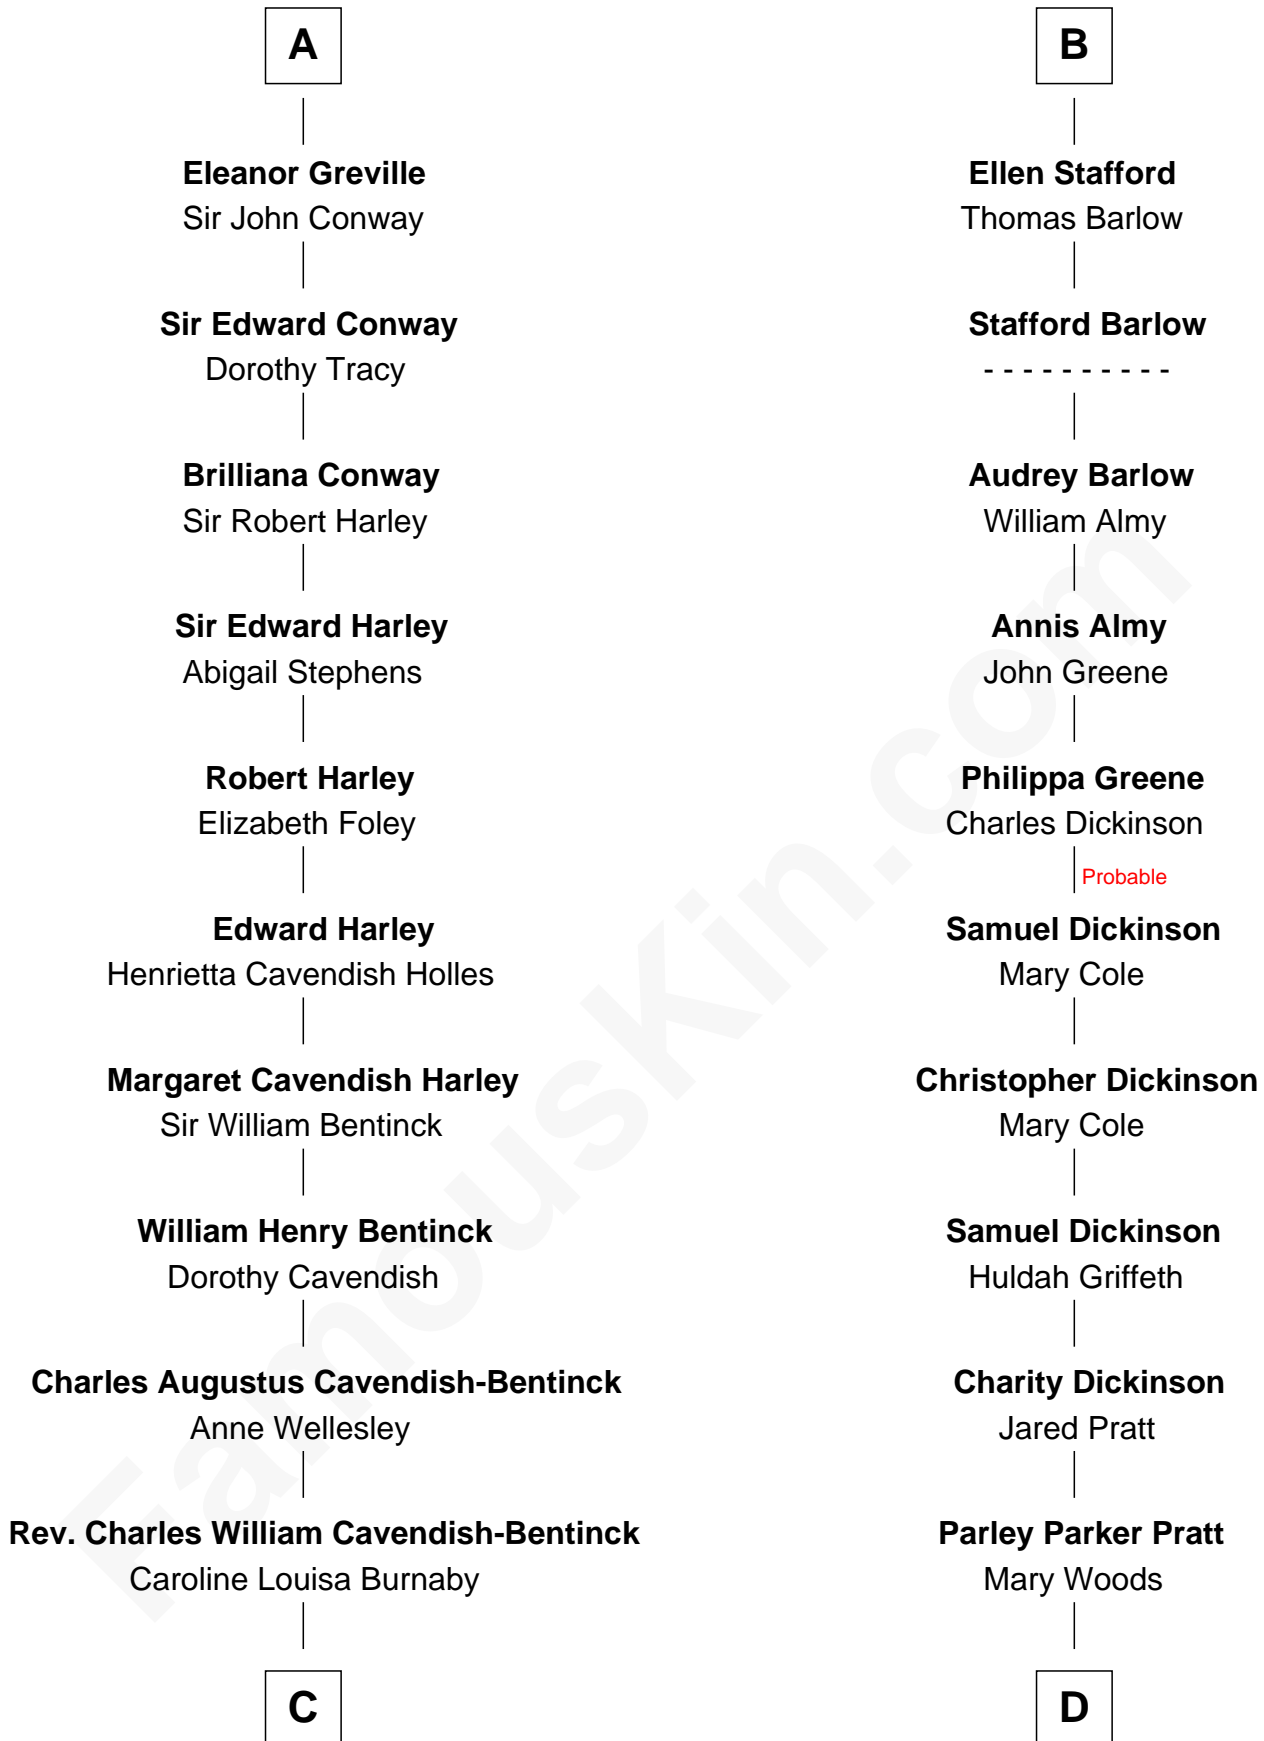 A
Eleanor Greville
Sir John Conway
Sir Edward Conway
Dorothy Tracy
Brilliana Conway
Sir Robert Harley
Sir Edward Harley
Abigail Stephens
Robert Harley
Elizabeth Foley
Edward Harley
Henrietta Cavendish Holles
Margaret Cavendish Harley
Sir William Bentinck
William Henry Bentinck
Dorothy Cavendish
Charles Augustus Cavendish-Bentinck
Anne Wellesley
Rev. Charles William Cavendish-Bentinck
Caroline Louisa Burnaby
C
B
Ellen Stafford
Thomas Barlow
Stafford Barlow
- - - - - - - - - -
Audrey Barlow
William Almy
Annis Almy
John Greene
Philippa Greene
Charles Dickinson
Probable
Samuel Dickinson
Mary Cole
Christopher Dickinson
Mary Cole
Samuel Dickinson
Huldah Griffeth
Charity Dickinson
Jared Pratt
Parley Parker Pratt
Mary Woods
D
FamousKin.com